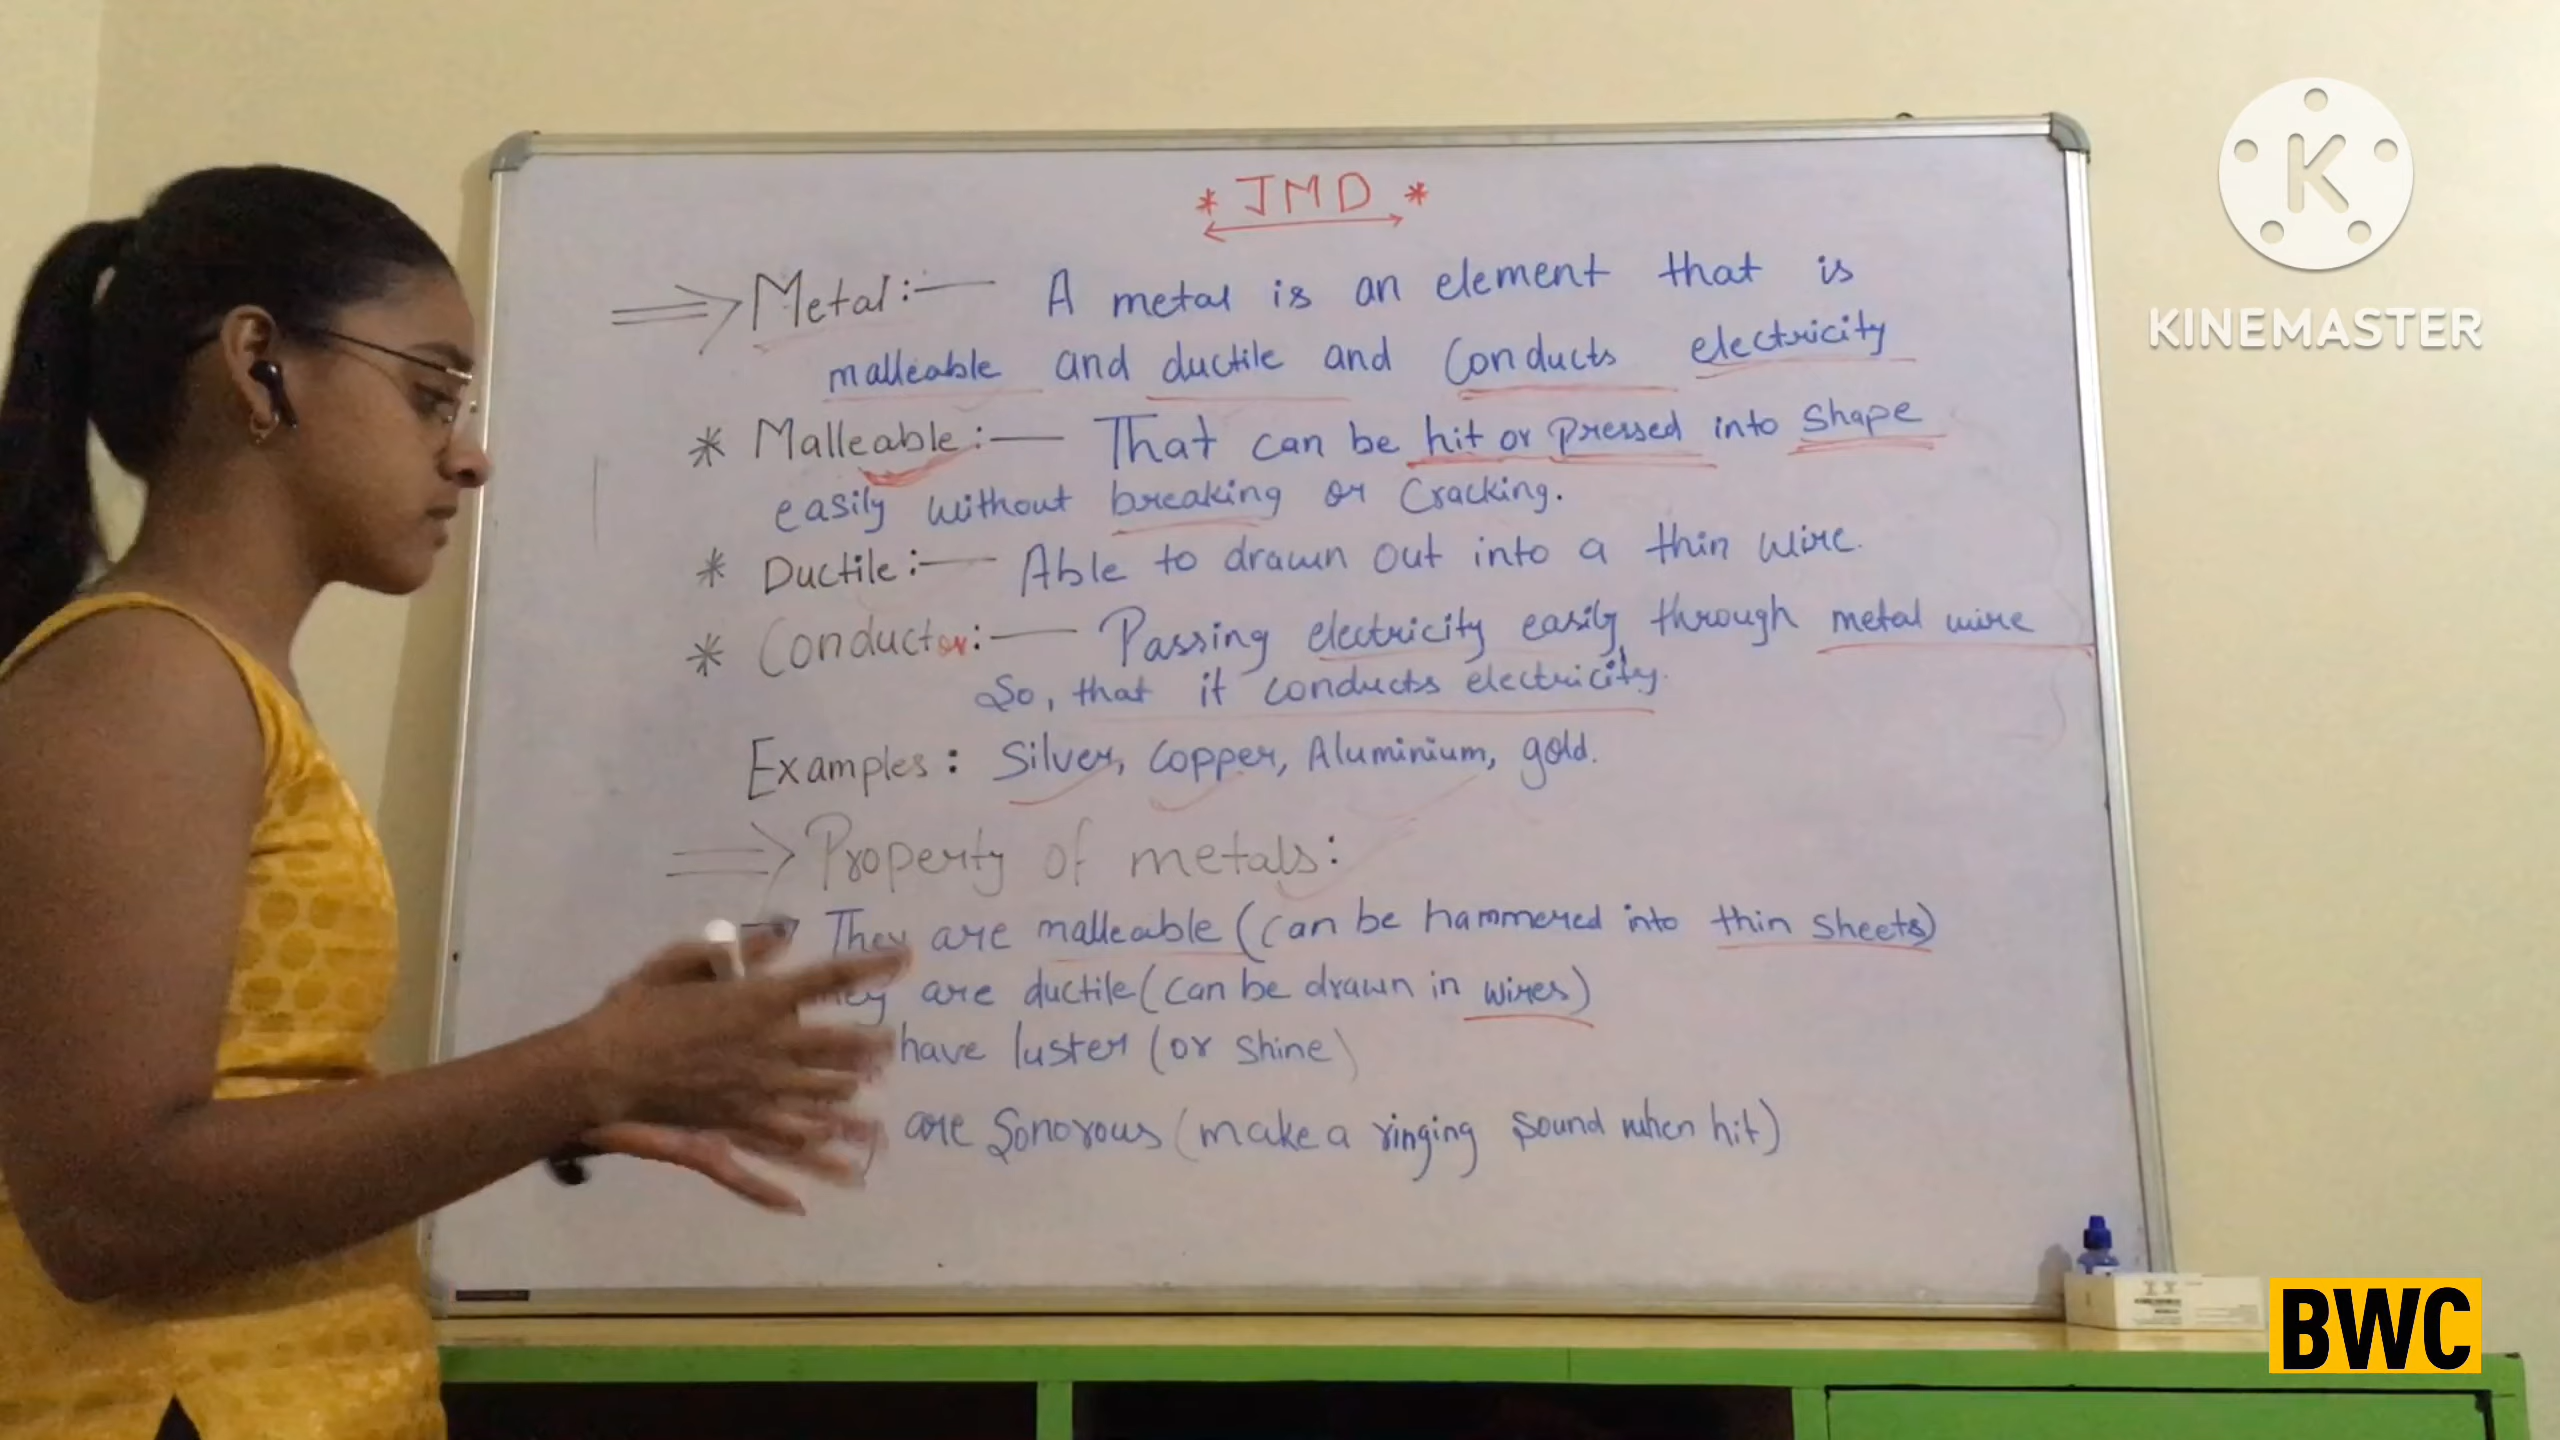 * JMD *
⇒ Metal:— A metal is an element that is
malleable and ductile and conducts electricity
* Malleable:— That can be hit or pressed into shape
easily without breaking or cracking.
* Ductile:— Able to drawn out into a thin wire.
* Conductor:— Passing electricity easily through metal wire
So, that it conducts electricity.
Examples: Silver, Copper, Aluminium, gold.
⇒ Property of metals:
→ They are malleable (can be hammered into thin sheets)
are ductile (can be drawn in wires)
have luster (or shine)
are Sonorous (make a ringing sound when hit)
KINEMASTER
BWC